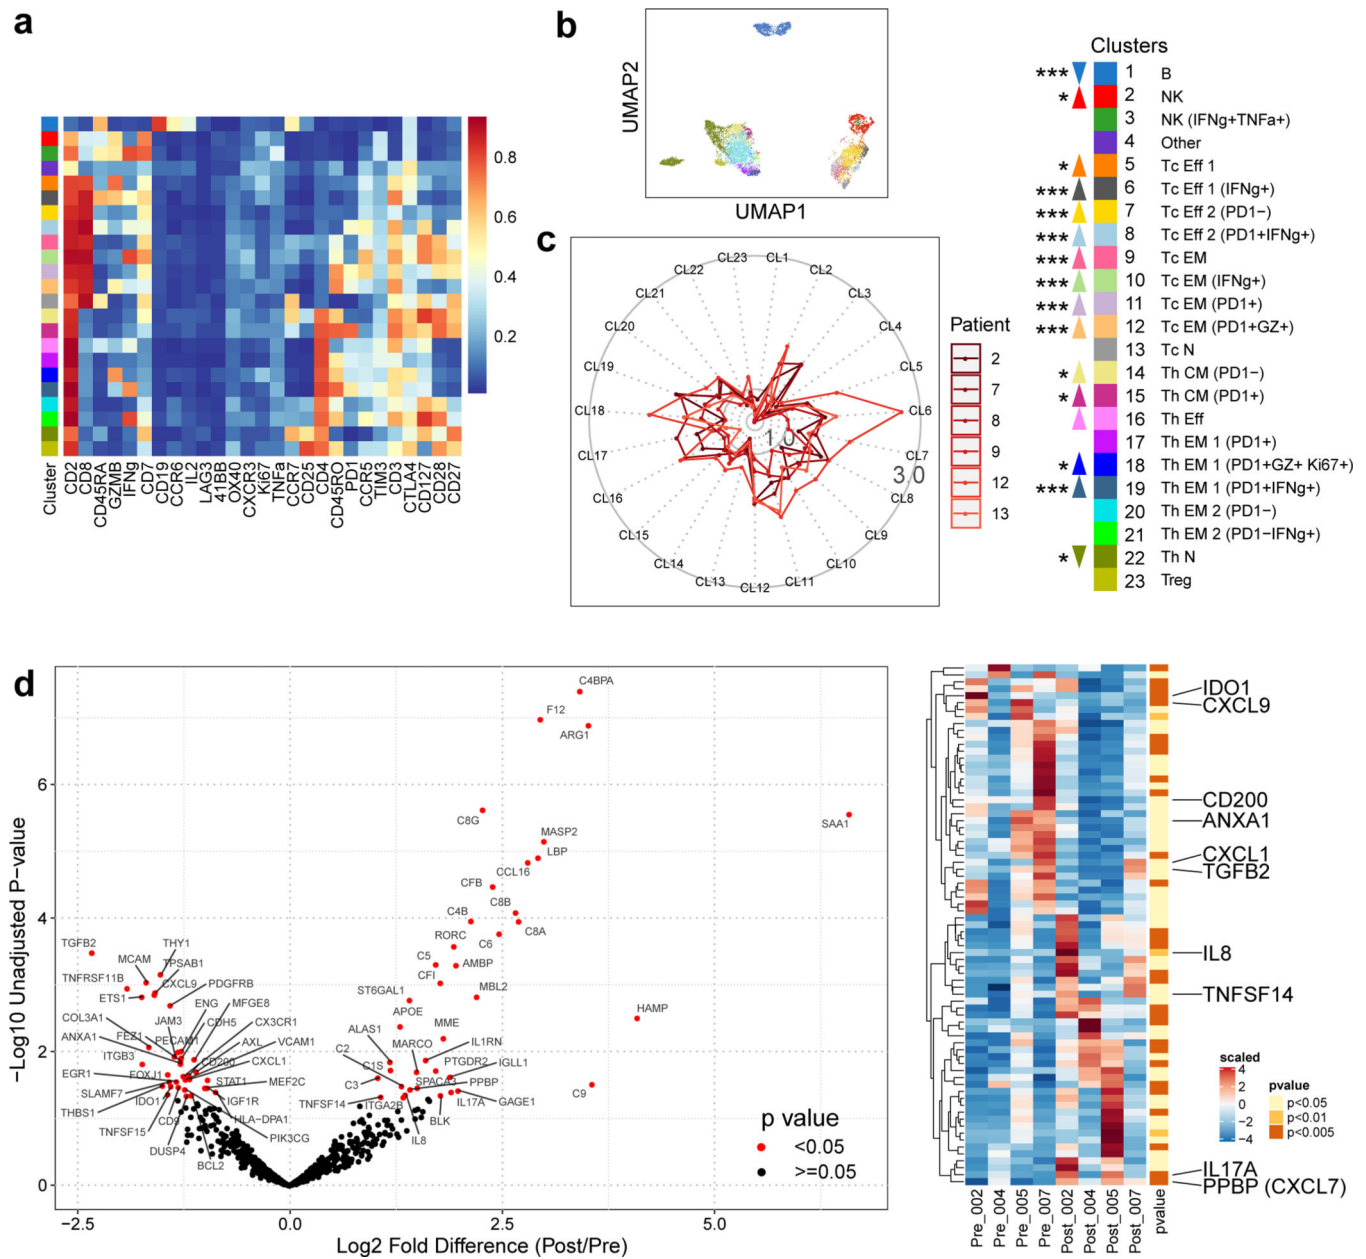 a
0.8
0.6
0.4
0.2
Cluster
CD2
CD8
CD45RA
GZMB
IFNg
CD7
CD19
CCR6
IL2
LAG3
41BB
OX40
CXCR3
Ki67
TNFa
CCR7
CD25
CD4
CD45RO
PD1
CCR5
TIM3
CD3
CTLA4
CD127
CD28
CD27
b
UMAP2
UMAP1
c
CL1
CL2
CL3
CL4
CL5
CL6
CL7
CL8
CL9
CL10
CL11
CL12
CL13
CL14
CL15
CL16
CL17
CL18
CL19
CL20
CL21
CL22
CL23
1.0
3.0
Patient
2
7
8
9
12
13
Clusters
*** 1 B
* 2 NK
3 NK (IFNg+TNFa+)
4 Other
* 5 Tc Eff 1
*** 6 Tc Eff 1 (IFNg+)
*** 7 Tc Eff 2 (PD1−)
*** 8 Tc Eff 2 (PD1+IFNg+)
*** 9 Tc EM
*** 10 Tc EM (IFNg+)
*** 11 Tc EM (PD1+)
*** 12 Tc EM (PD1+GZ+)
13 Tc N
* 14 Th CM (PD1−)
* 15 Th CM (PD1+)
16 Th Eff
17 Th EM 1 (PD1+)
* 18 Th EM 1 (PD1+GZ+ Ki67+)
*** 19 Th EM 1 (PD1+IFNg+)
20 Th EM 2 (PD1−)
21 Th EM 2 (PD1−IFNg+)
* 22 Th N
23 Treg
d
−Log10 Unadjusted P-value
6
4
2
0
−2.5
0.0
2.5
5.0
Log2 Fold Difference (Post/Pre)
C4BPA
F12
ARG1
C8G
SAA1
MASP2
LBP
CCL16
CFB
C8B
C4B
C8A
RORC
C6
C5
AMBP
CFI
MBL2
ST6GAL1
HAMP
APOE
MME
ALAS1
IL1RN
MARCO
C2
PTGDR2
IGLL1
C1S
C3
SPACA3
PPBP
C9
TNFSF14
ITGA2B
IL17A
GAGE1
BLK
IL8
TGFB2
THY1
MCAM
TPSAB1
TNFRSF11B
CXCL9
PDGFRB
ETS1
ENG
MFGE8
COL3A1
JAM3
CDH5
CX3CR1
FEZ1
PECAM1
AXL
VCAM1
ANXA1
ITGB3
CD200
CXCL1
EGR1
FOXJ1
STAT1
MEF2C
SLAMF7
IDO1
IGF1R
THBS1
CD9
HLA−DPA1
TNFSF15
PIK3CG
DUSP4
BCL2
p value
<0.05
>=0.05
IDO1
CXCL9
CD200
ANXA1
CXCL1
TGFB2
IL8
TNFSF14
IL17A
PPBP (CXCL7)
scaled
4
2
0
−2
−4
pvalue
p<0.05
p<0.01
p<0.005
Pre_002
Pre_004
Pre_005
Pre_007
Post_002
Post_004
Post_005
Post_007
pvalue